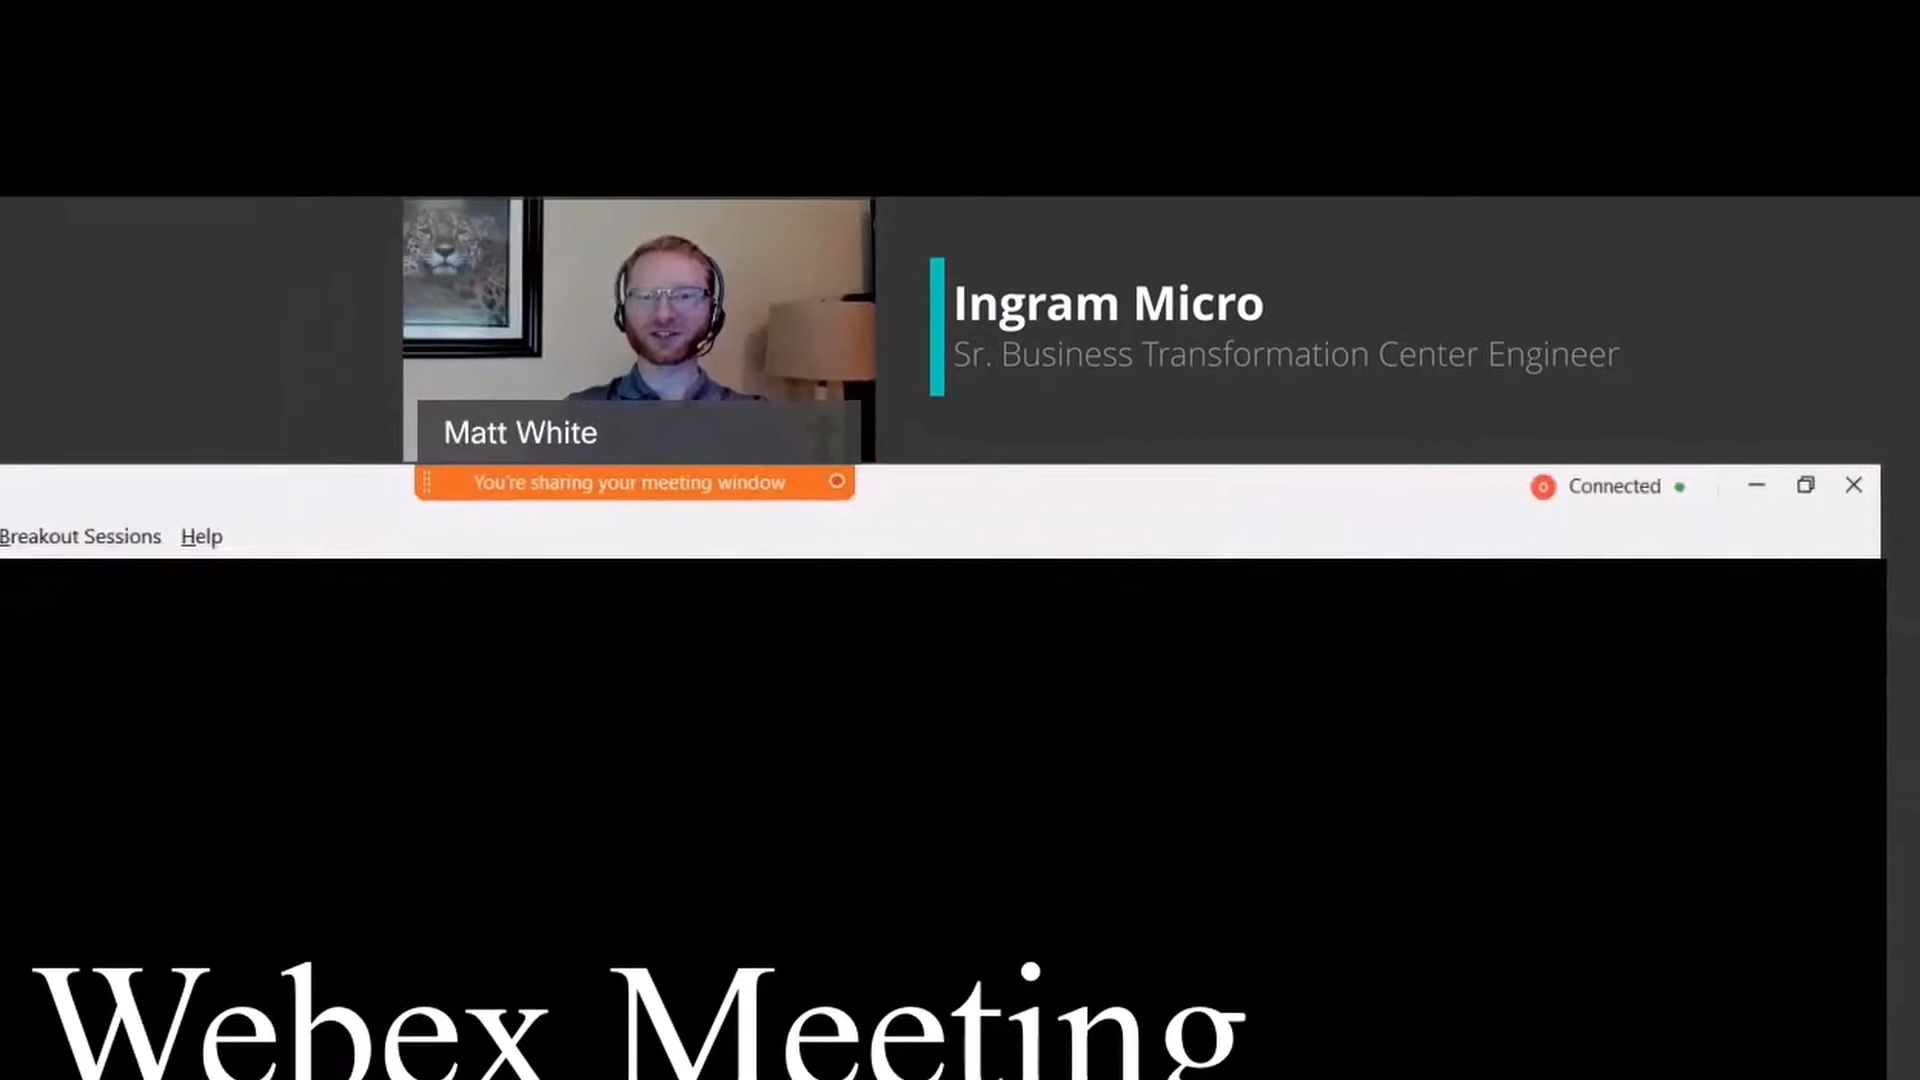 Ingram Micro
Sr. Business Transformation Center Engineer
Matt White
You're sharing your meeting window
Connected
Breakout Sessions Help
Webex Meeting